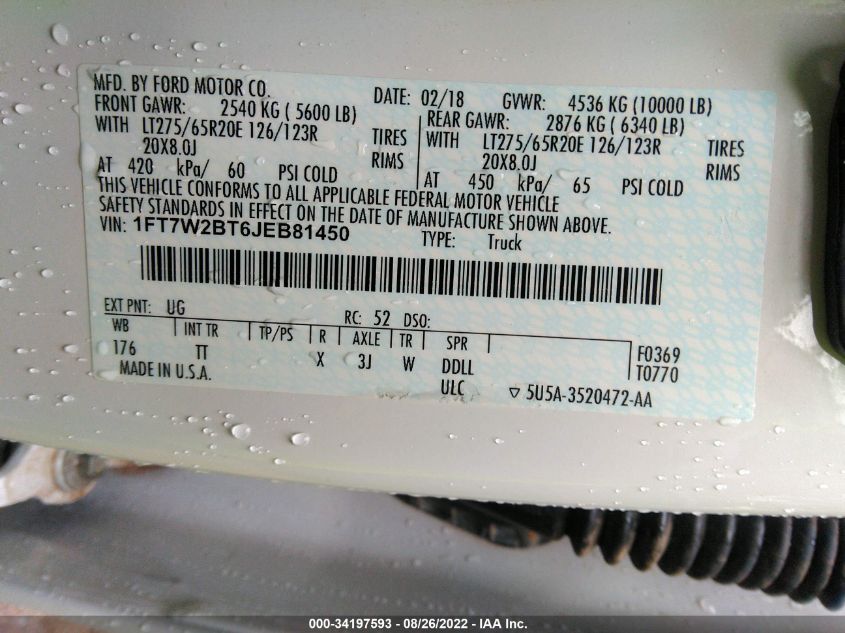 MFD. BY FORD MOTOR CO. DATE: 02/18 GVWR: 4536 KG (10000 LB)
FRONT GAWR: 2540 KG ( 5600 LB) REAR GAWR: 2876 KG ( 6340 LB)
WITH LT275/65R20E 126/123R TIRES WITH LT275/65R20E 126/123R TIRES
20X8.0J RIMS 20X8.0J RIMS
AT 420 kPa/ 60 PSI COLD AT 450 kPa/ 65 PSI COLD
THIS VEHICLE CONFORMS TO ALL APPLICABLE FEDERAL MOTOR VEHICLE
SAFETY STANDARDS IN EFFECT ON THE DATE OF MANUFACTURE SHOWN ABOVE.
VIN: 1FT7W2BT6JEB81450 TYPE: Truck
EXT PNT: UG RC: 52 DSO:
WB INT TR TP/PS R AXLE TR SPR F0369
176 TT X 3J W DDLL T0770
MADE IN U.S.A. ULC ▽ 5U5A-3520472-AA
000-34197593 - 08/26/2022 - IAA Inc.